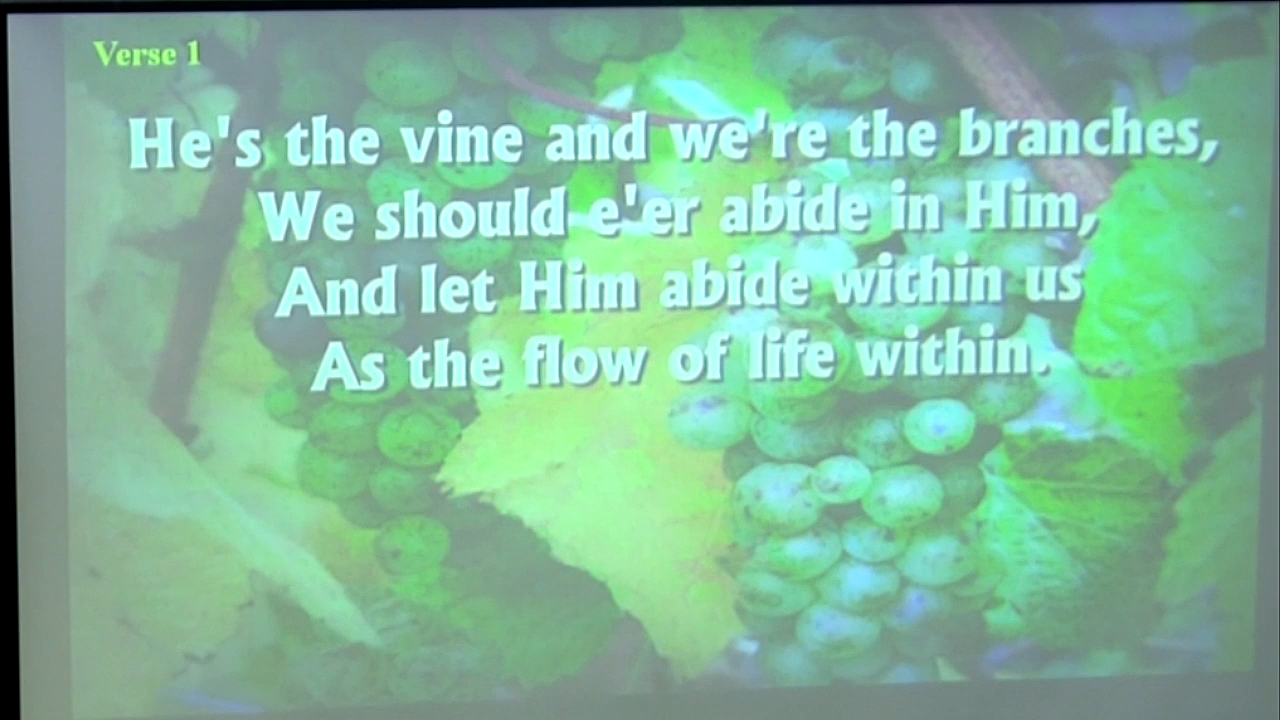 Verse 1
He's the vine and we're the branches,
We should e'er abide in Him,
And let Him abide within us
As the flow of life within.